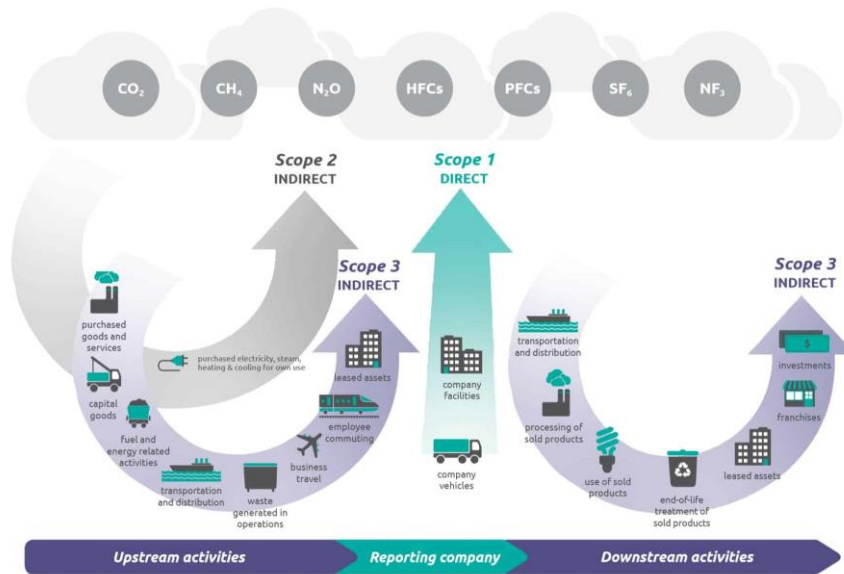 CO₂
CH₄
N₂O
HFCs
PFCs
SF₆
NF₃
Scope 2
INDIRECT
Scope 1
DIRECT
Scope 3
INDIRECT
Scope 3
INDIRECT
purchased
goods and
services
capital
goods
fuel and
energy related
activities
transportation
and distribution
waste
generated in
operations
business
travel
employee
commuting
leased assets
purchased electricity, steam,
heating & cooling for own use
company
facilities
company
vehicles
transportation
and distribution
processing of
sold products
use of sold
products
end-of-life
treatment of
sold products
leased assets
franchises
$
investments
Upstream activities
Reporting company
Downstream activities